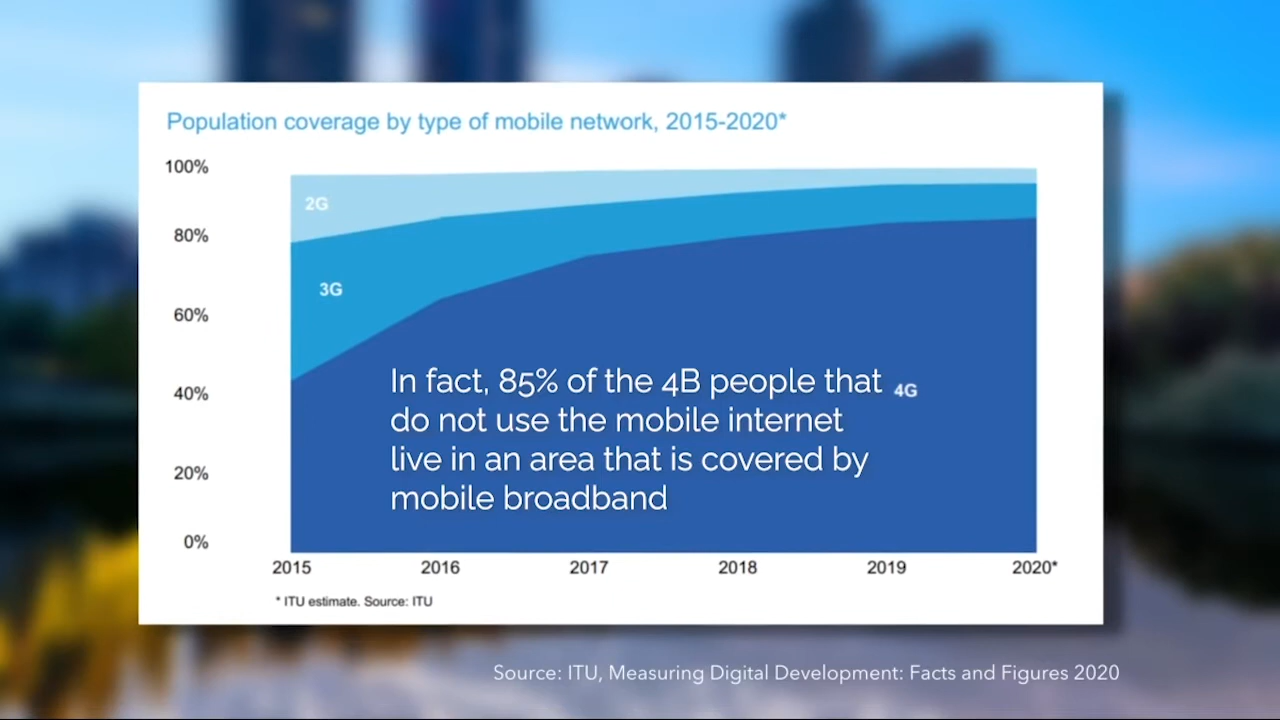 Population coverage by type of mobile network, 2015-2020*
100%
2G
80%
3G
60%
In fact, 85% of the 4B people that
4G
40%
do not use the mobile internet
live in an area that is covered by
20%
mobile broadband
0%
2015 2016 2017 2018 2019 2020*
* ITU estimate. Source: ITU
Source: ITU, Measuring Digital Development: Facts and Figures 2020